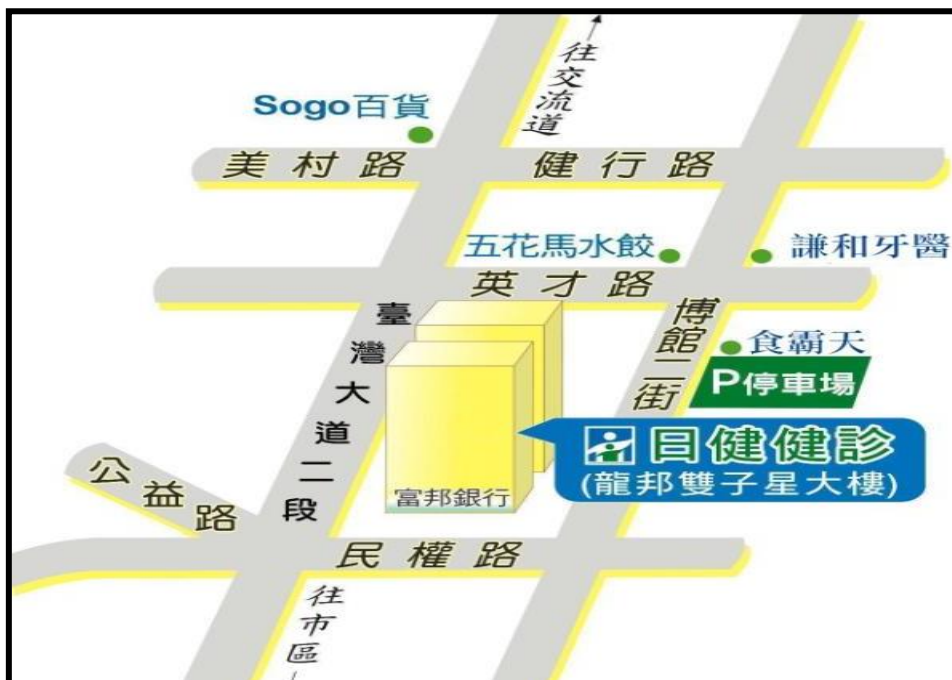 往交流道
Sogo百貨
美村路
健行路
五花馬水餃
謙和牙醫
英才路
臺灣大道二段
博館二街
食霸天
P停車場
日健健診
(龍邦雙子星大樓)
公益路
富邦銀行
民權路
往市區